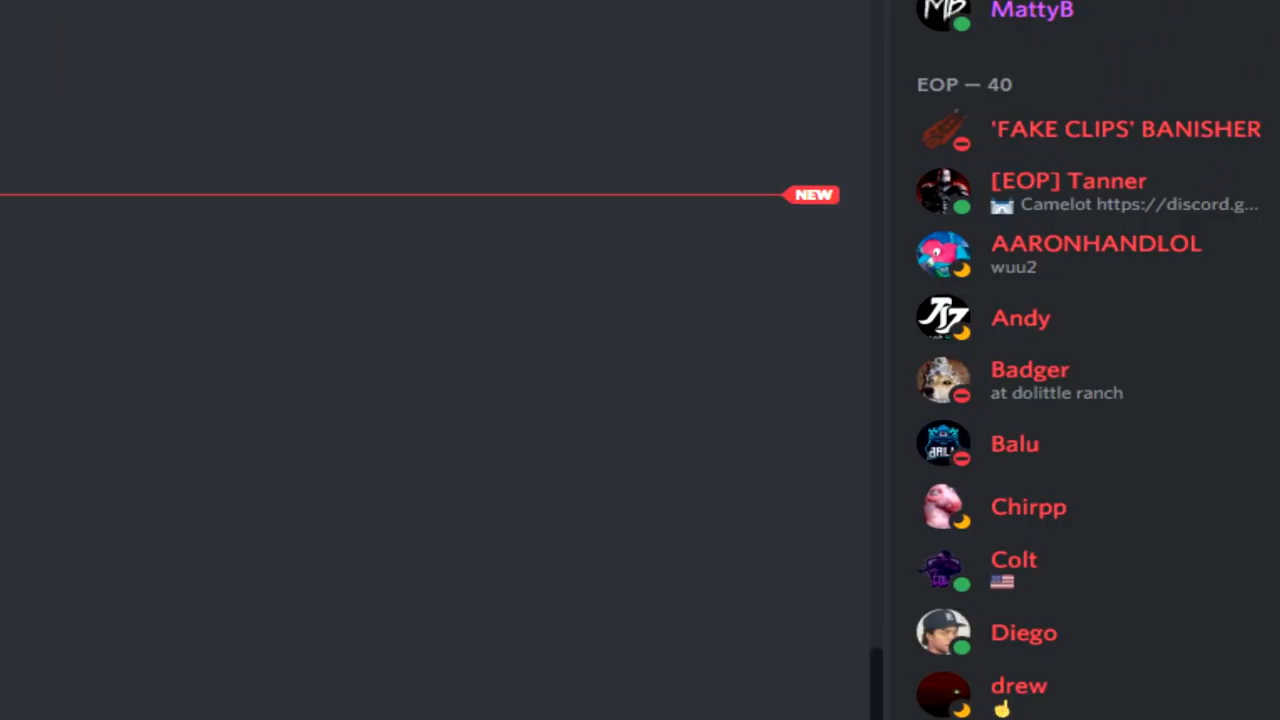 MattyB
EOP — 40
'FAKE CLIPS' BANISHER
NEW
[EOP] Tanner
Camelot https://discord.g...
AARONHANDLOL
wuu2
Andy
Badger
at dolittle ranch
Balu
Chirpp
Colt
Diego
drew